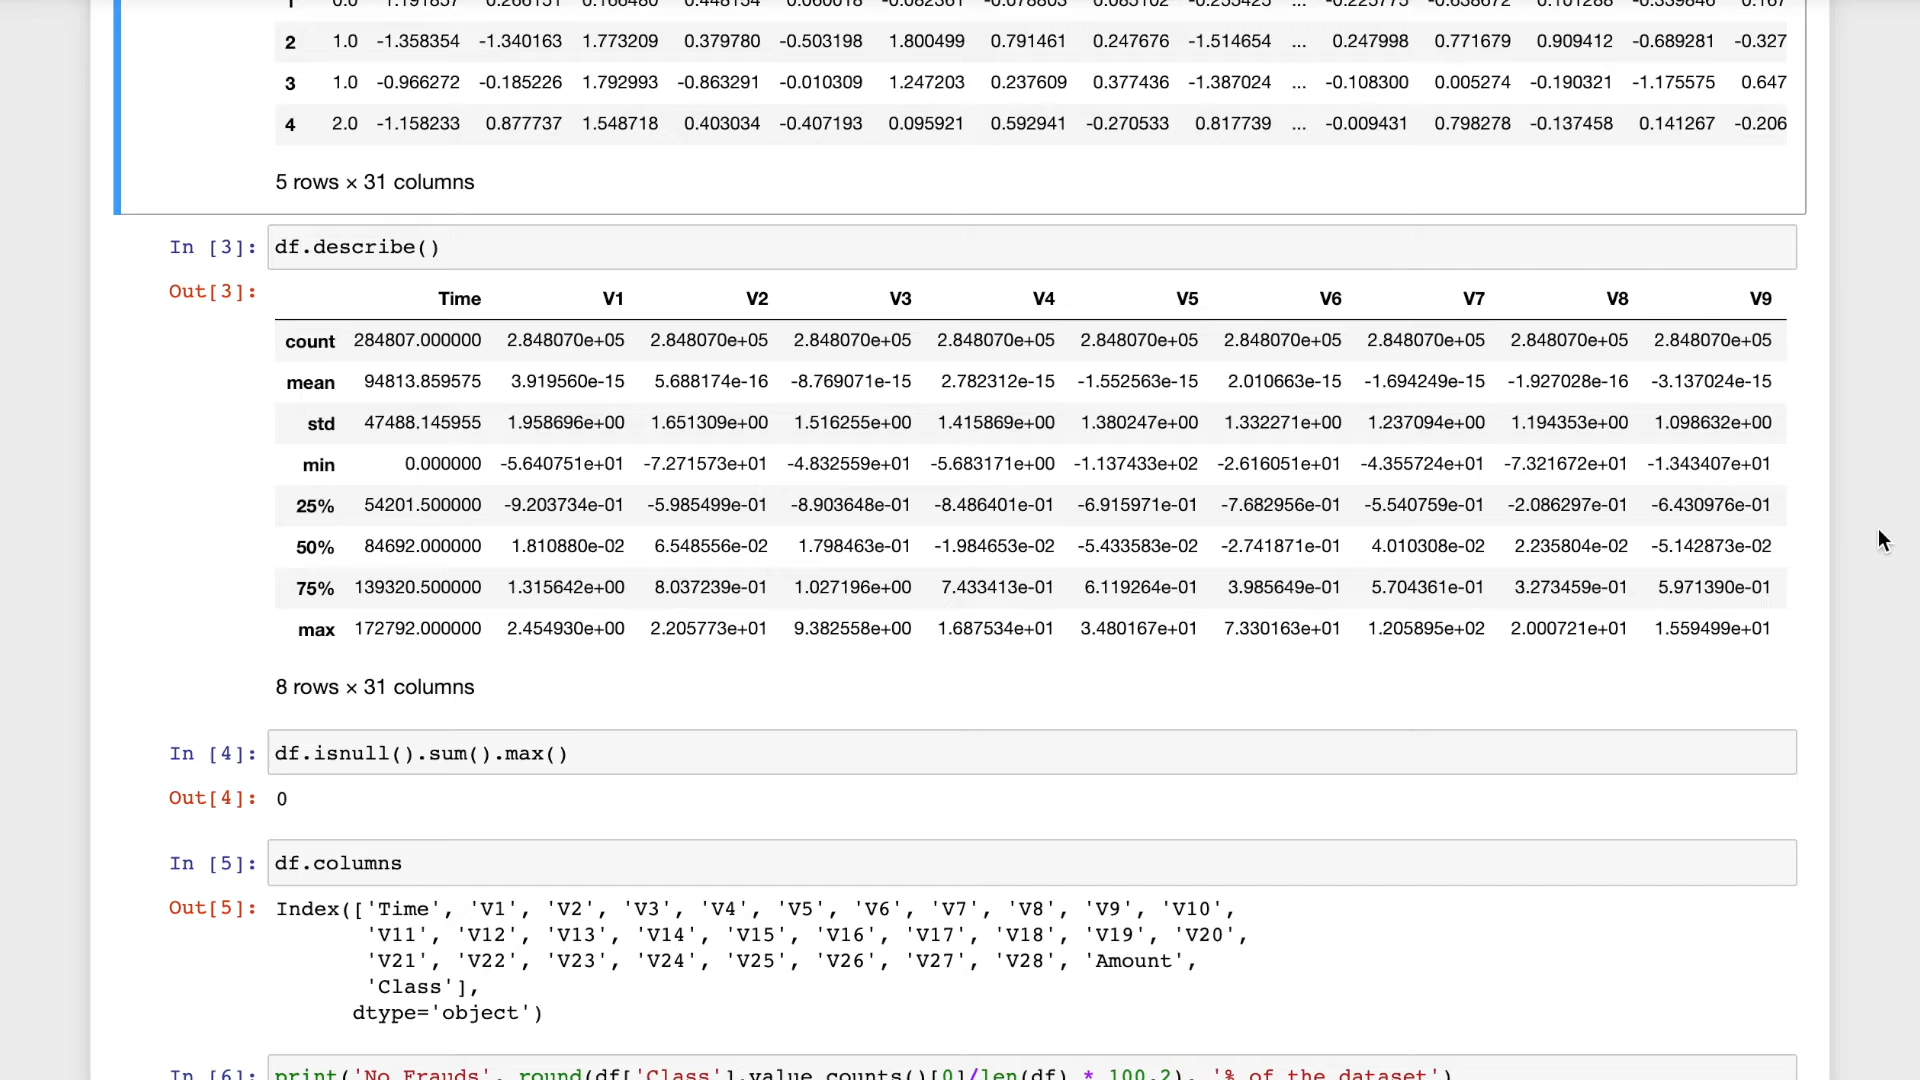 2 1.0 -1.358354 -1.340163 1.773209 0.379780 -0.503198 1.800499 0.791461 0.247676 -1.514654 ... 0.247998 0.771679 0.909412 -0.689281 -0.327
3 1.0 -0.966272 -0.185226 1.792993 -0.863291 -0.010309 1.247203 0.237609 0.377436 -1.387024 ... -0.108300 0.005274 -0.190321 -1.175575 0.647
4 2.0 -1.158233 0.877737 1.548718 0.403034 -0.407193 0.095921 0.592941 -0.270533 0.817739 ... -0.009431 0.798278 -0.137458 0.141267 -0.206
5 rows × 31 columns
In [3]: df.describe()
Out[3]:
Time V1 V2 V3 V4 V5 V6 V7 V8 V9
count 284807.000000 2.848070e+05 2.848070e+05 2.848070e+05 2.848070e+05 2.848070e+05 2.848070e+05 2.848070e+05 2.848070e+05 2.848070e+05
mean 94813.859575 3.919560e-15 5.688174e-16 -8.769071e-15 2.782312e-15 -1.552563e-15 2.010663e-15 -1.694249e-15 -1.927028e-16 -3.137024e-15
std 47488.145955 1.958696e+00 1.651309e+00 1.516255e+00 1.415869e+00 1.380247e+00 1.332271e+00 1.237094e+00 1.194353e+00 1.098632e+00
min 0.000000 -5.640751e+01 -7.271573e+01 -4.832559e+01 -5.683171e+00 -1.137433e+02 -2.616051e+01 -4.355724e+01 -7.321672e+01 -1.343407e+01
25% 54201.500000 -9.203734e-01 -5.985499e-01 -8.903648e-01 -8.486401e-01 -6.915971e-01 -7.682956e-01 -5.540759e-01 -2.086297e-01 -6.430976e-01
50% 84692.000000 1.810880e-02 6.548556e-02 1.798463e-01 -1.984653e-02 -5.433583e-02 -2.741871e-01 4.010308e-02 2.235804e-02 -5.142873e-02
75% 139320.500000 1.315642e+00 8.037239e-01 1.027196e+00 7.433413e-01 6.119264e-01 3.985649e-01 5.704361e-01 3.273459e-01 5.971390e-01
max 172792.000000 2.454930e+00 2.205773e+01 9.382558e+00 1.687534e+01 3.480167e+01 7.330163e+01 1.205895e+02 2.000721e+01 1.559499e+01
8 rows × 31 columns
In [4]: df.isnull().sum().max()
Out[4]: 0
In [5]: df.columns
Out[5]: Index(['Time', 'V1', 'V2', 'V3', 'V4', 'V5', 'V6', 'V7', 'V8', 'V9', 'V10',
'V11', 'V12', 'V13', 'V14', 'V15', 'V16', 'V17', 'V18', 'V19', 'V20',
'V21', 'V22', 'V23', 'V24', 'V25', 'V26', 'V27', 'V28', 'Amount',
'Class'],
dtype='object')
In [6]: print('No Frauds', round(df['Class'].value_counts()[0]/len(df) * 100,2), '% of the dataset')